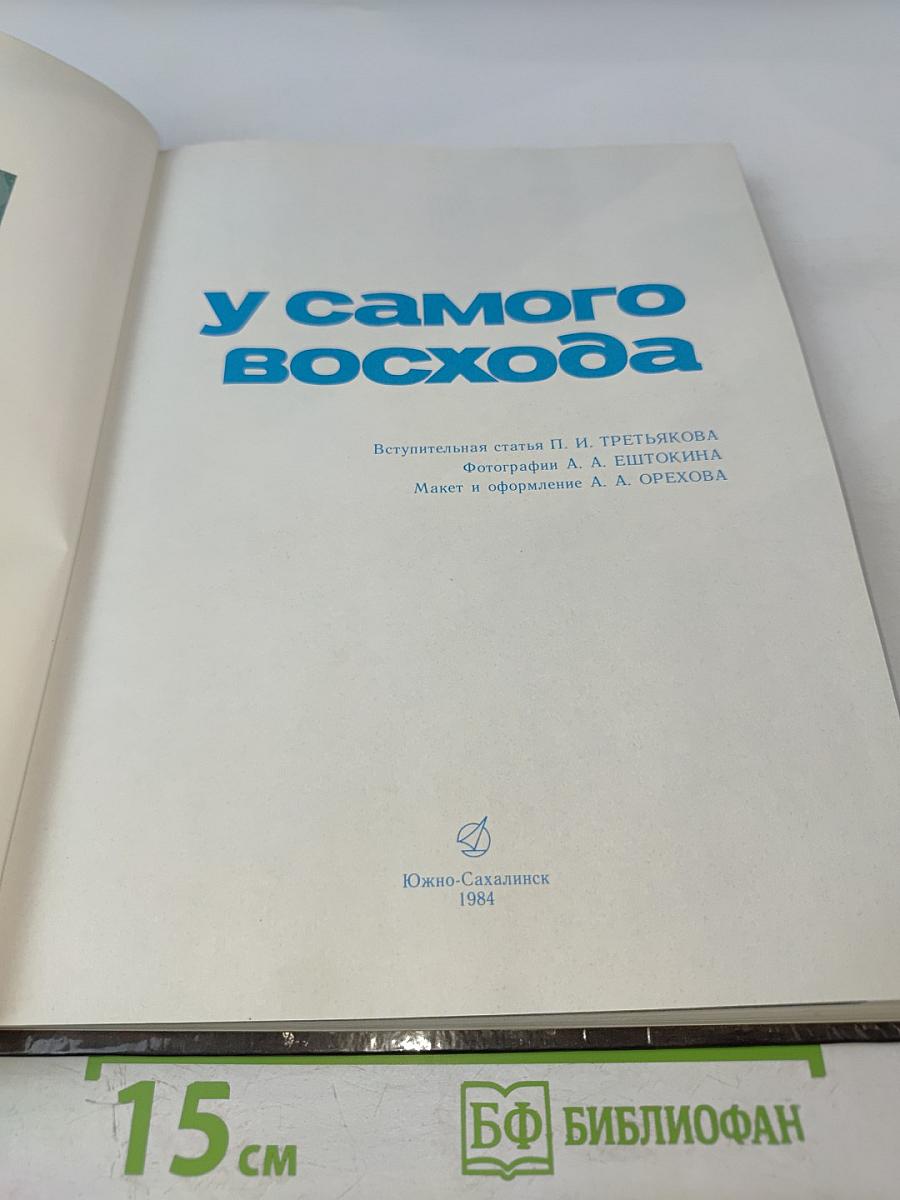 у самого
восхода
Вступительная статья П. И. ТРЕТЬЯКОВА
Фотографии А. А. ЕШТОКИНА
Макет и оформление А. А. ОРЕХОВА
Южно-Сахалинск
1984
15 см
БФ БИБЛИОФАН